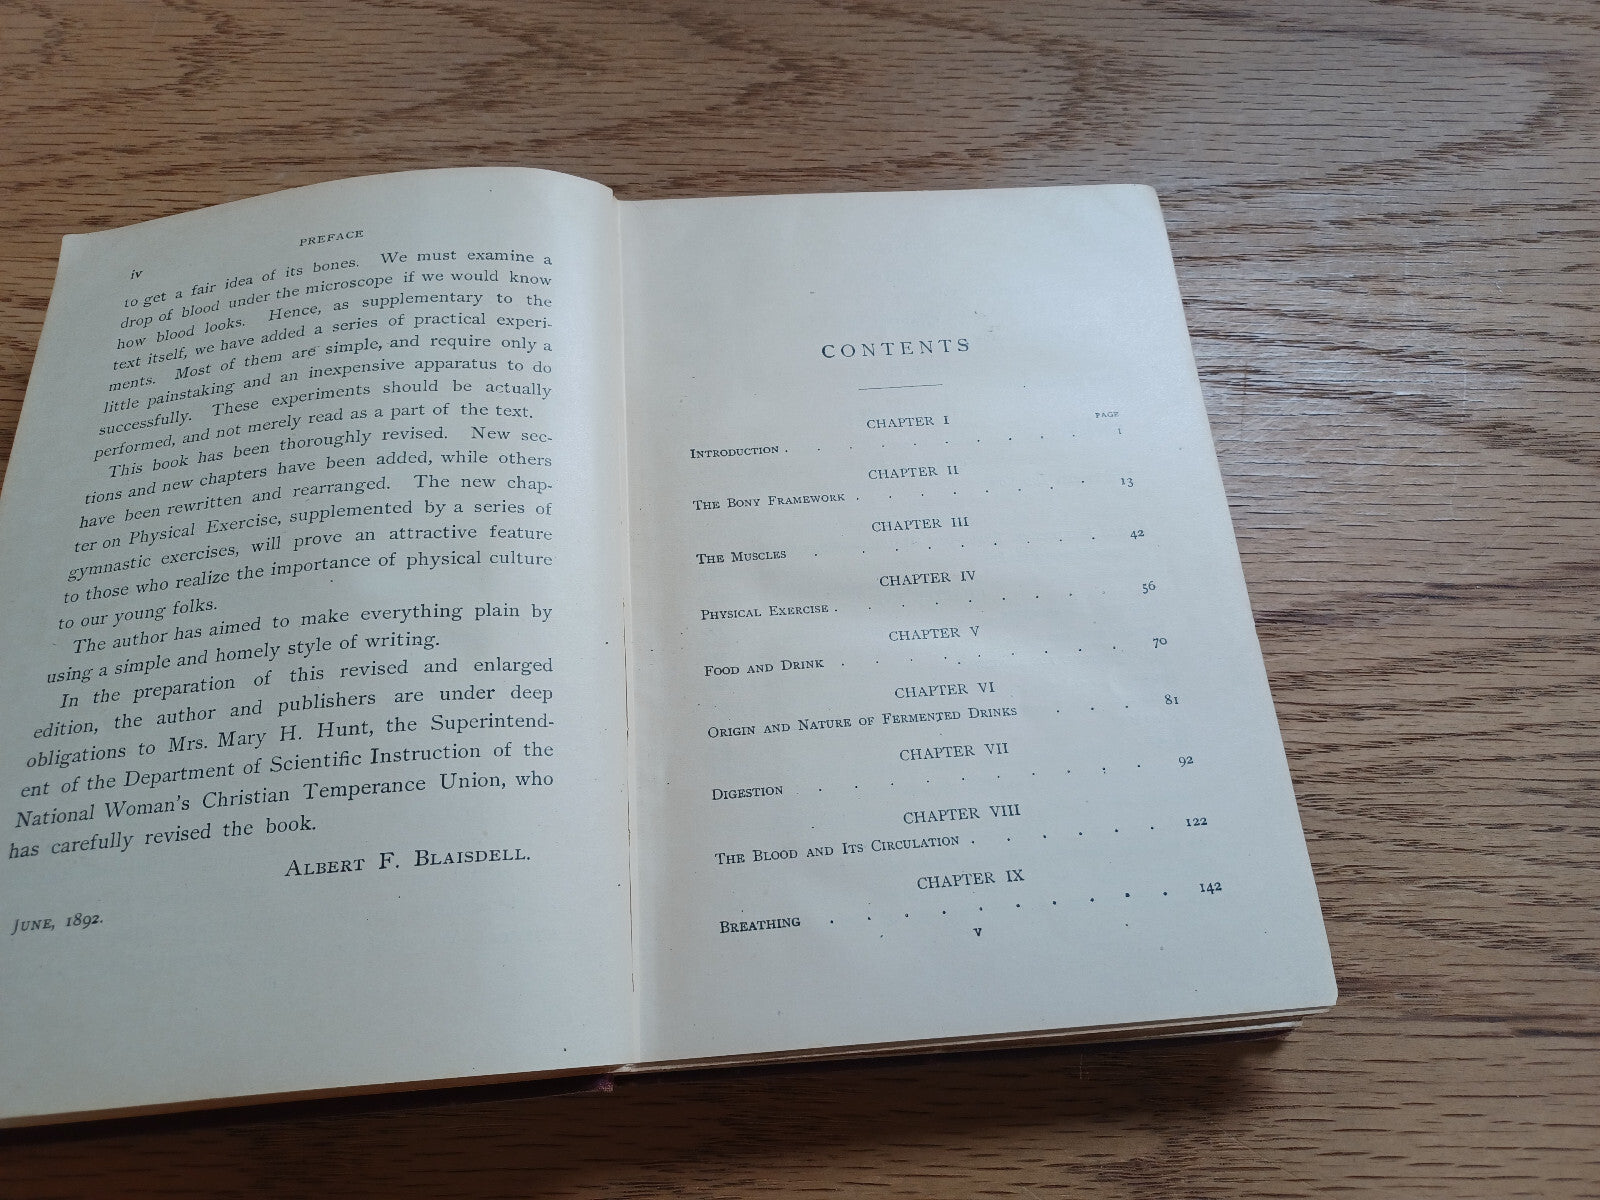 iv
PREFACE
to get a fair idea of its bones. We must examine a
drop of blood under the microscope if we would know
how blood looks. Hence, as supplementary to the
text itself, we have added a series of practical experi-
ments. Most of them are simple, and require only a
little painstaking and an inexpensive apparatus to do
successfully. These experiments should be actually
performed, and not merely read as a part of the text.
This book has been thoroughly revised. New sec-
tions and new chapters have been added, while others
have been rewritten and rearranged. The new chap-
ter on Physical Exercise, supplemented by a series of
gymnastic exercises, will prove an attractive feature
to those who realize the importance of physical culture
to our young folks.
The author has aimed to make everything plain by
using a simple and homely style of writing.
In the preparation of this revised and enlarged
edition, the author and publishers are under deep
obligations to Mrs. Mary H. Hunt, the Superintend-
ent of the Department of Scientific Instruction of the
National Woman's Christian Temperance Union, who
has carefully revised the book.
ALBERT F. BLAISDELL.
JUNE, 1892.
CONTENTS
CHAPTER I
PAGE
INTRODUCTION . . . . . . . . . 1
CHAPTER II
THE BONY FRAMEWORK . . . . . . . . 13
CHAPTER III
THE MUSCLES . . . . . . . . . 42
CHAPTER IV
PHYSICAL EXERCISE . . . . . . . . . 56
CHAPTER V
FOOD AND DRINK . . . . . . . . . 70
CHAPTER VI
ORIGIN AND NATURE OF FERMENTED DRINKS . . . 81
CHAPTER VII
DIGESTION . . . . . . . . . . 92
CHAPTER VIII
THE BLOOD AND ITS CIRCULATION . . . . . . 122
CHAPTER IX
BREATHING . . . . . . . . . . 142
v